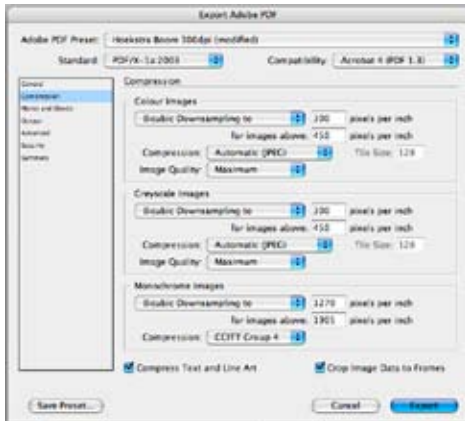 Export Adobe PDF
Adobe PDF Preset: Hoekstra Boom 300dpi (modified)
Standard: PDF/X-1a:2003 Compatibility: Acrobat 4 (PDF 1.3)
General
Compression
Marks and Bleeds
Output
Advanced
Security
Summary
Compression
Colour Images
Bicubic Downsampling to 300 pixels per inch
for images above: 450 pixels per inch
Compression: Automatic (JPEG) Tile Size: 128
Image Quality: Maximum
Greyscale Images
Bicubic Downsampling to 300 pixels per inch
for images above: 450 pixels per inch
Compression: Automatic (JPEG) Tile Size: 128
Image Quality: Maximum
Monochrome Images
Bicubic Downsampling to 1270 pixels per inch
for images above: 1905 pixels per inch
Compression: CCITT Group 4
Compress Text and Line Art Crop Image Data to Frames
Save Preset... Cancel Export